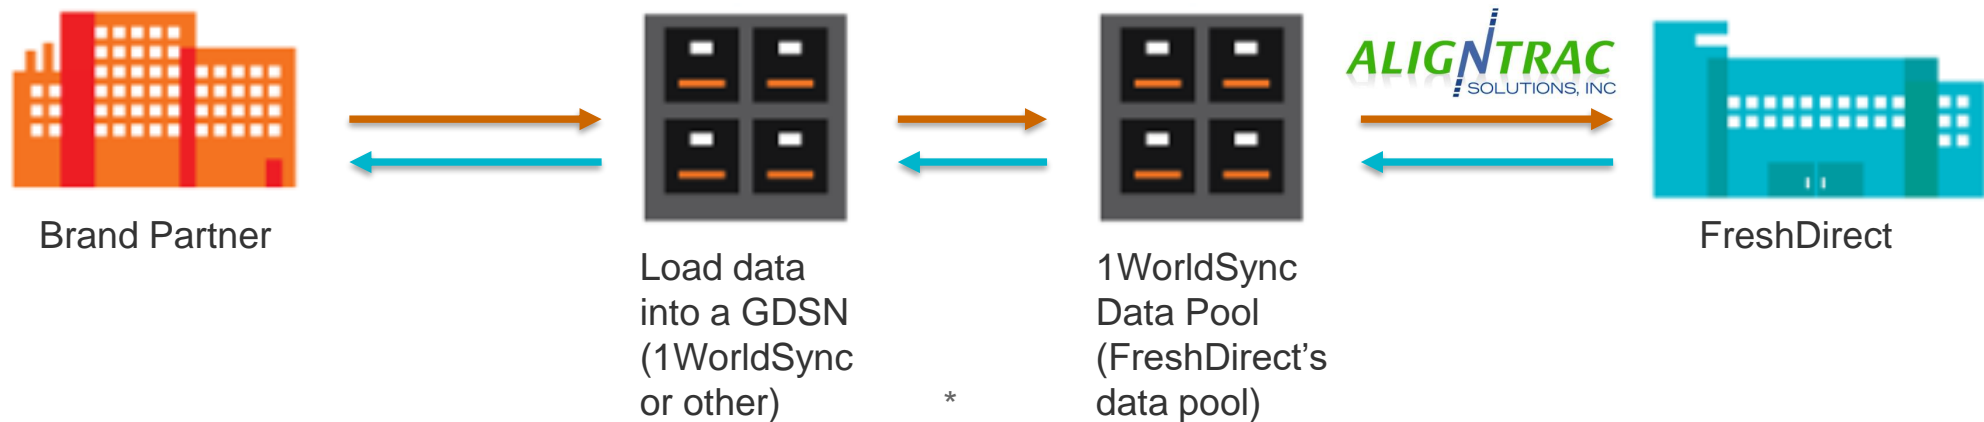 ALIGNTRAC
SOLUTIONS, INC
Brand Partner
Load data
into a GDSN
(1WorldSync
or other)
*
1WorldSync
Data Pool
(FreshDirect’s
data pool)
FreshDirect